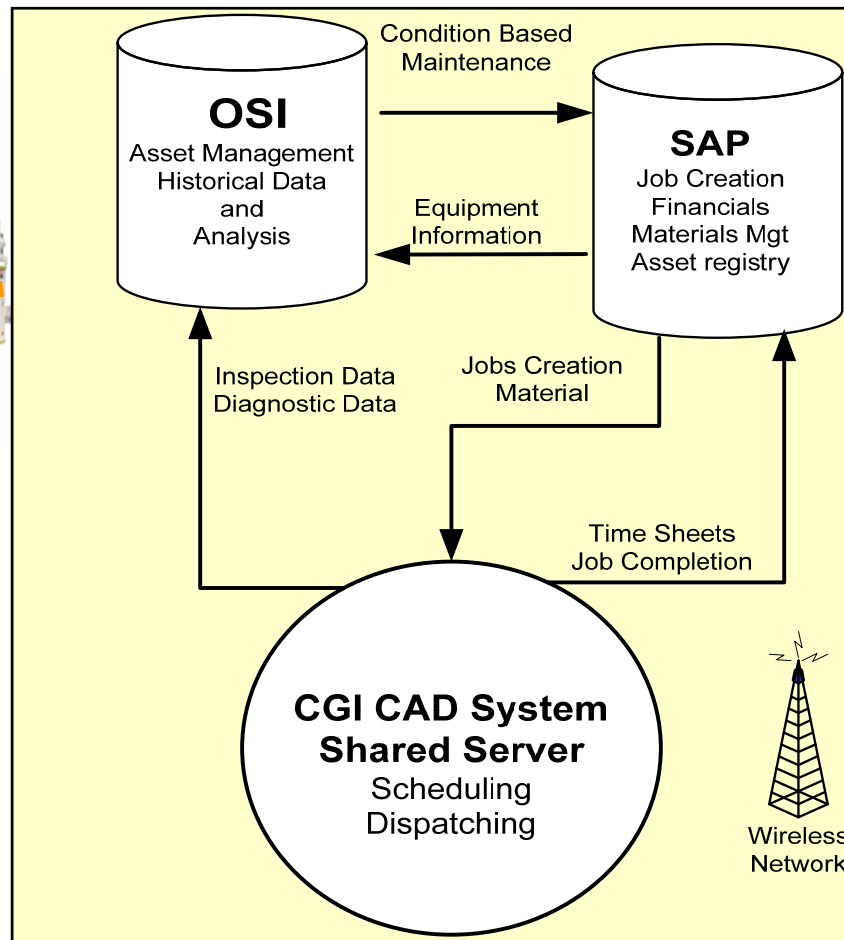 Condition Based
Maintenance
OSI
Asset Management
Historical Data
and
Analysis
SAP
Job Creation
Financials
Materials Mgt
Asset registry
Equipment
Information
Inspection Data
Diagnostic Data
Jobs Creation
Material
Time Sheets
Job Completion
CGI CAD System
Shared Server
Scheduling
Dispatching
Wireless
Network